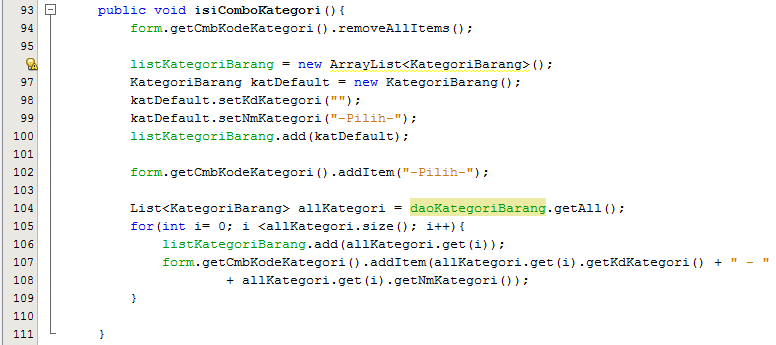 93 public void isiComboKategori(){
94 form.getCmbKodeKategori().removeAllItems();
95
listKategoriBarang = new ArrayList<KategoriBarang>();
97 KategoriBarang katDefault = new KategoriBarang();
98 katDefault.setKdKategori("");
99 katDefault.setNmKategori("-Pilih-");
100 listKategoriBarang.add(katDefault);
101
102 form.getCmbKodeKategori().addItem("-Pilih-");
103
104 List<KategoriBarang> allKategori = daoKategoriBarang.getAll();
105 for(int i= 0; i <allKategori.size(); i++){
106 listKategoriBarang.add(allKategori.get(i));
107 form.getCmbKodeKategori().addItem(allKategori.get(i).getKdKategori() + " - "
108 + allKategori.get(i).getNmKategori());
109 }
110
111 }